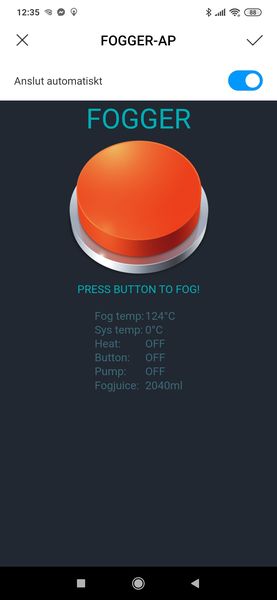 12:35 88
FOGGER-AP
Anslut automatiskt
FOGGER
PRESS BUTTON TO FOG!
Fog temp: 124°C
Sys temp: 0°C
Heat: OFF
Button: OFF
Pump: OFF
Fogjuice: 2040ml